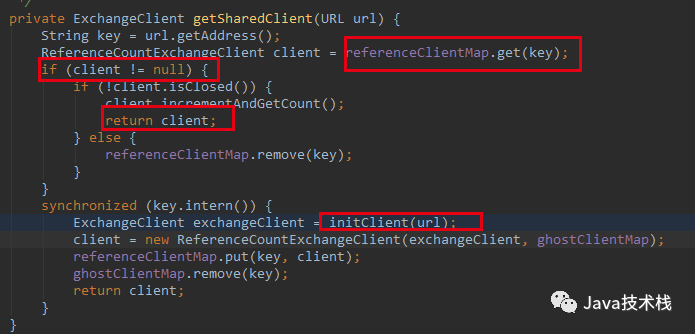 */
private ExchangeClient getSharedClient(URL url) {
    String key = url.getAddress();
    ReferenceCountExchangeClient client = referenceClientMap.get(key);
    if (client != null) {
        if (!client.isClosed()) {
            client.incrementAndGetCount();
            return client;
        } else {
            referenceClientMap.remove(key);
        }
    }
    synchronized (key.intern()) {
        ExchangeClient exchangeClient = initClient(url);
        client = new ReferenceCountExchangeClient(exchangeClient, ghostClientMap);
        referenceClientMap.put(key, client);
        ghostClientMap.remove(key);
        return client;
    }
}
Java技术栈